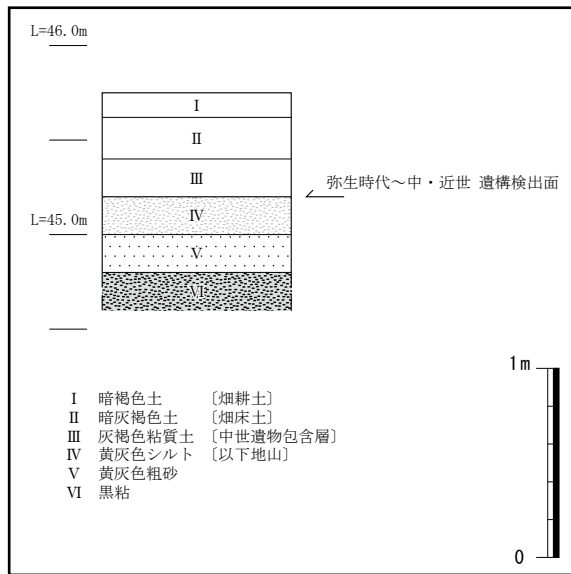 L=46.0m
Ⅰ
Ⅱ
Ⅲ
弥生時代～中・近世 遺構検出面
Ⅳ
L=45.0m
Ⅴ
Ⅵ
1m
Ⅰ 暗褐色土 〔畑耕土〕
Ⅱ 暗灰褐色土 〔畑床土〕
Ⅲ 灰褐色粘質土 〔中世遺物包含層〕
Ⅳ 黄灰色シルト 〔以下地山〕
Ⅴ 黄灰色粗砂
Ⅵ 黒粘
0